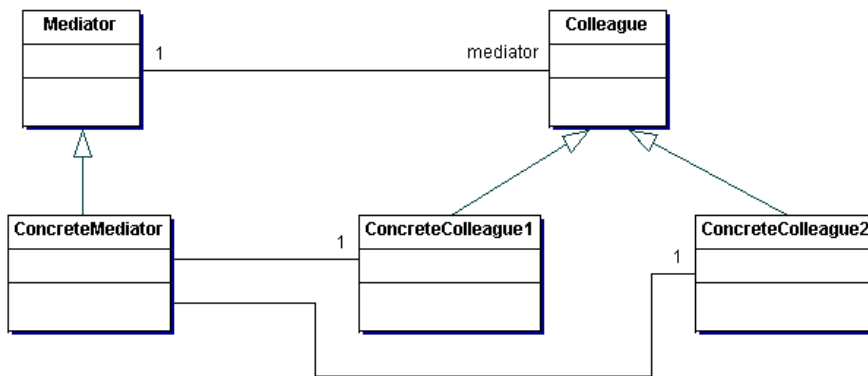 Mediator
Colleague
1
mediator
ConcreteMediator
ConcreteColleague1
ConcreteColleague2
1
1